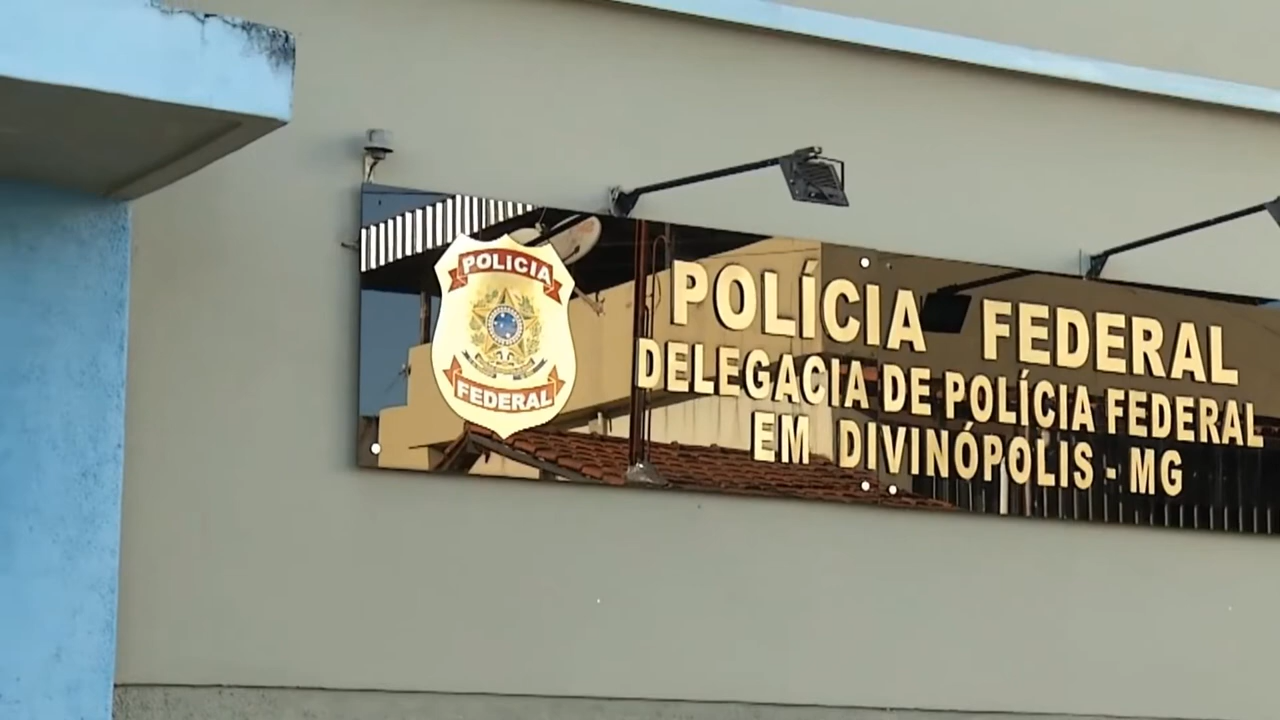 POLICIA
FEDERAL
POLÍCIA FEDERAL
DELEGACIA DE POLÍCIA FEDERAL
EM DIVINÓPOLIS - MG